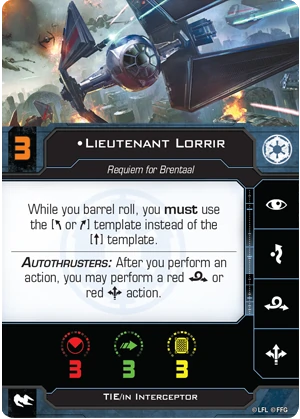 3
•Lieutenant Lorrir
Requiem for Brentaal
While you barrel roll, you must use
the [↰ or ↱] template instead of the
[↑] template.
Autothrusters: After you perform an
action, you may perform a red or
red action.
3 3 3
TIE/in Interceptor
©LFL ©FFG